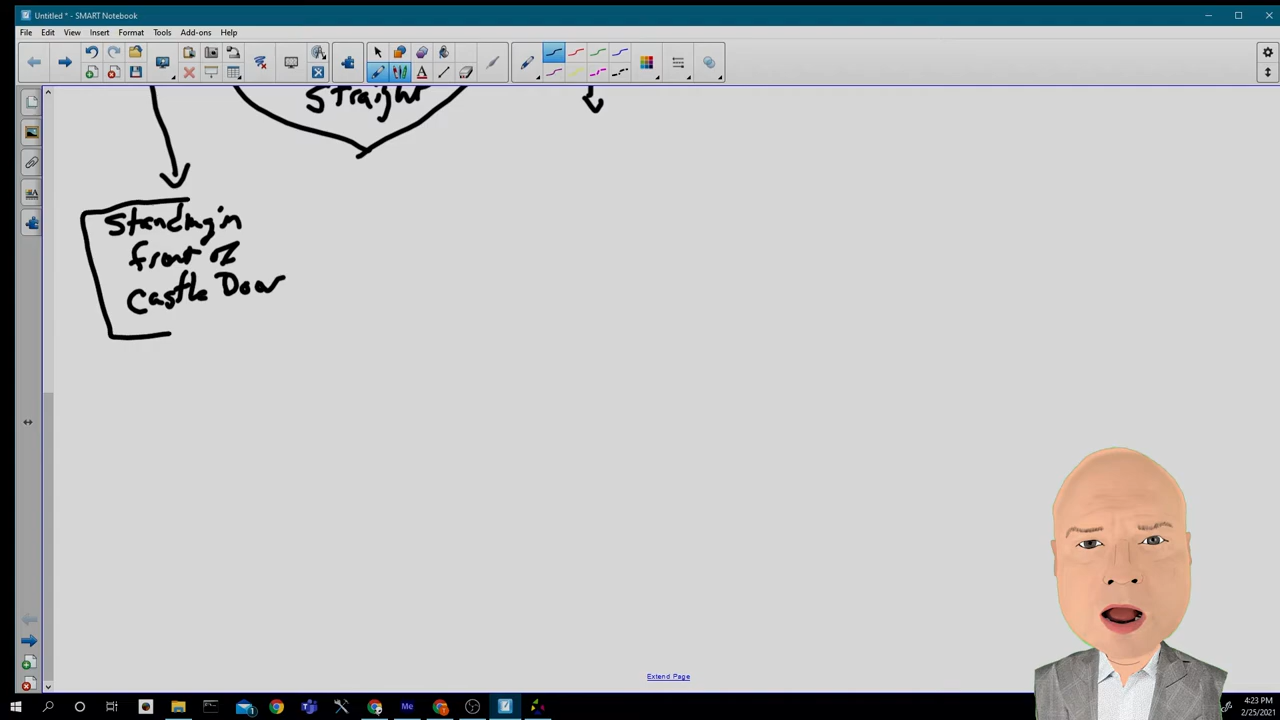 Untitled * - SMART Notebook
File Edit View Insert Format Tools Add-ons Help
Straight
Standing in
front of
Castle Door
Extend Page
4:23 PM
2/25/2021